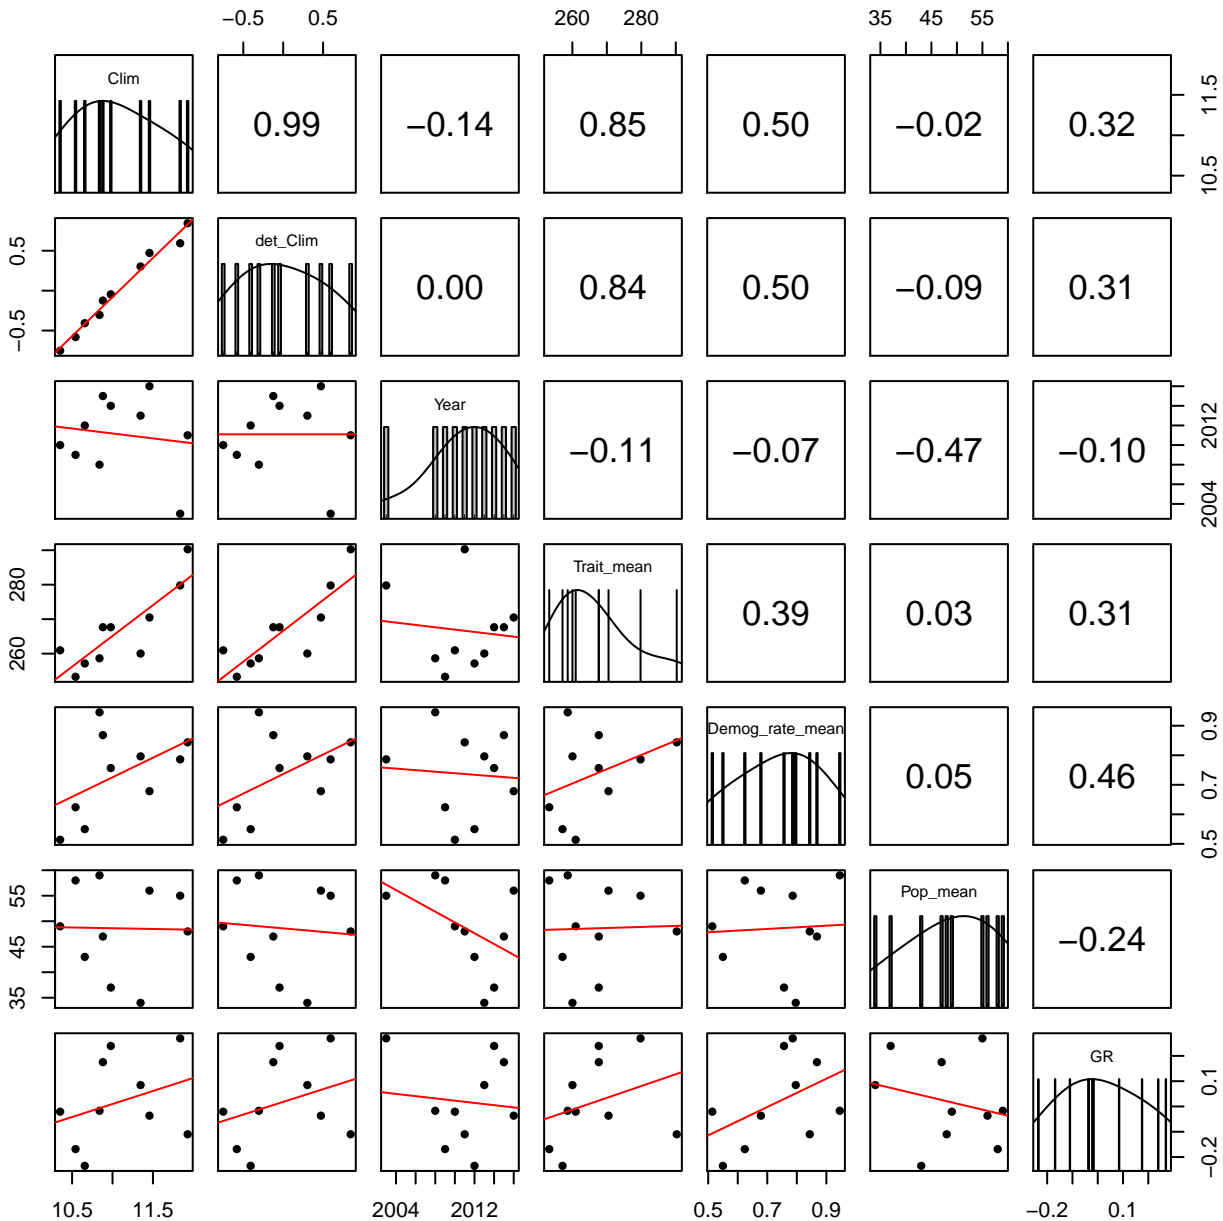 −0.5 0.5 260 280 35 45 55
Clim
0.99 −0.14 0.85 0.50 −0.02 0.32
10.5 11.5
det_Clim
−0.5 0.5
0.00 0.84 0.50 −0.09 0.31
Year
−0.11 −0.07 −0.47 −0.10
2004 2012
Trait_mean
260 280
0.39 0.03 0.31
Demog_rate_mean
0.05 0.46
0.5 0.7 0.9
Pop_mean
35 45 55
−0.24
GR
−0.2 0.1
10.5 11.5 2004 2012 0.5 0.7 0.9 −0.2 0.1